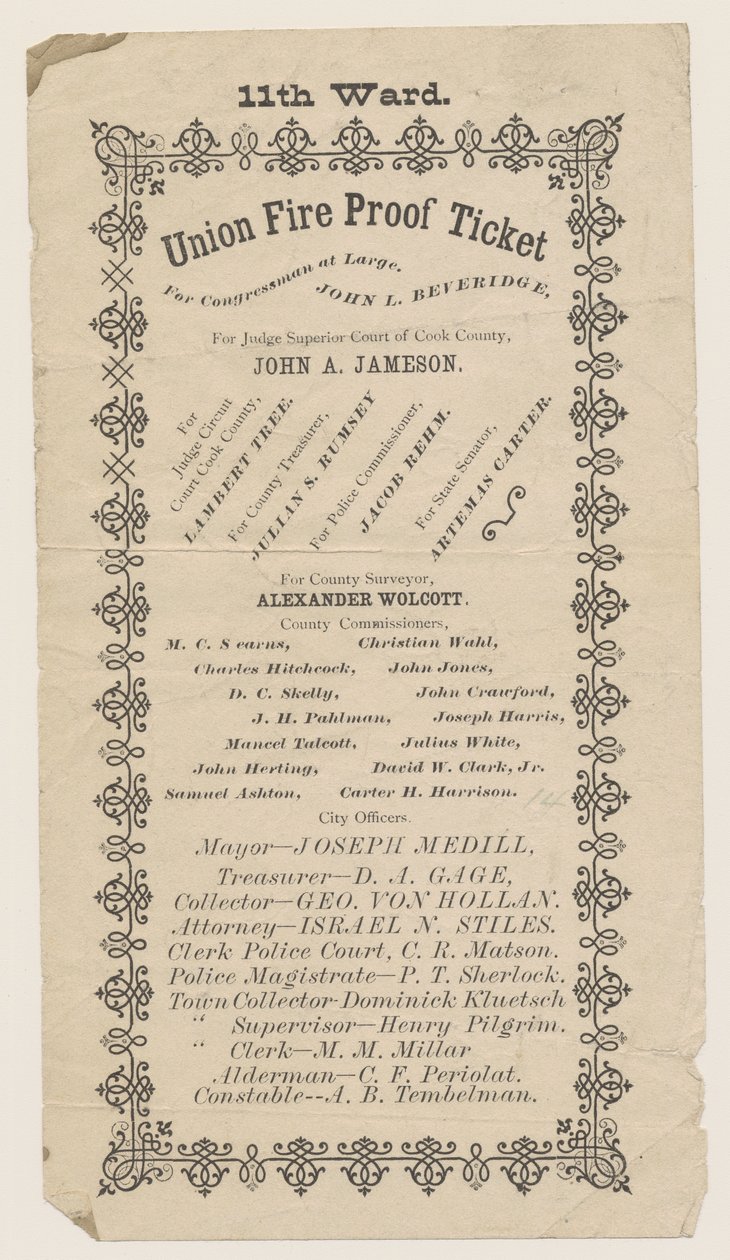 11th Ward.
Union Fire Proof Ticket
For Congressman at Large.
JOHN L. BEVERIDGE,
For Judge Superior Court of Cook County,
JOHN A. JAMESON.
For
Judge Circuit
Court Cook County,
LAMBERT TREE.
For County Treasurer,
JULIAN S. RUMSEY
For Police Commissioner,
JACOB REHM.
For State Senator,
ARTEMAS CARTER.
For County Surveyor,
ALEXANDER WOLCOTT.
County Commissioners,
M. C. S earns, Christian Wahl,
Charles Hitchcock, John Jones,
D. C. Skelly, John Crawford,
J. H. Pahlman, Joseph Harris,
Mancel Talcott, Julius White,
John Herting, David W. Clark, Jr.
Samuel Ashton, Carter H. Harrison.
14
City Officers.
Mayor—JOSEPH MEDILL,
Treasurer—D. A. GAGE,
Collector—GEO. VON HOLLAN.
Attorney—ISRAEL N. STILES.
Clerk Police Court, C. R. Matson.
Police Magistrate—P. T. Sherlock.
Town Collector-Dominick Kluetsch
" Supervisor—Henry Pilgrim.
" Clerk—M. M. Millar
Alderman—C. F. Periolat.
Constable--A. B. Tembelman.